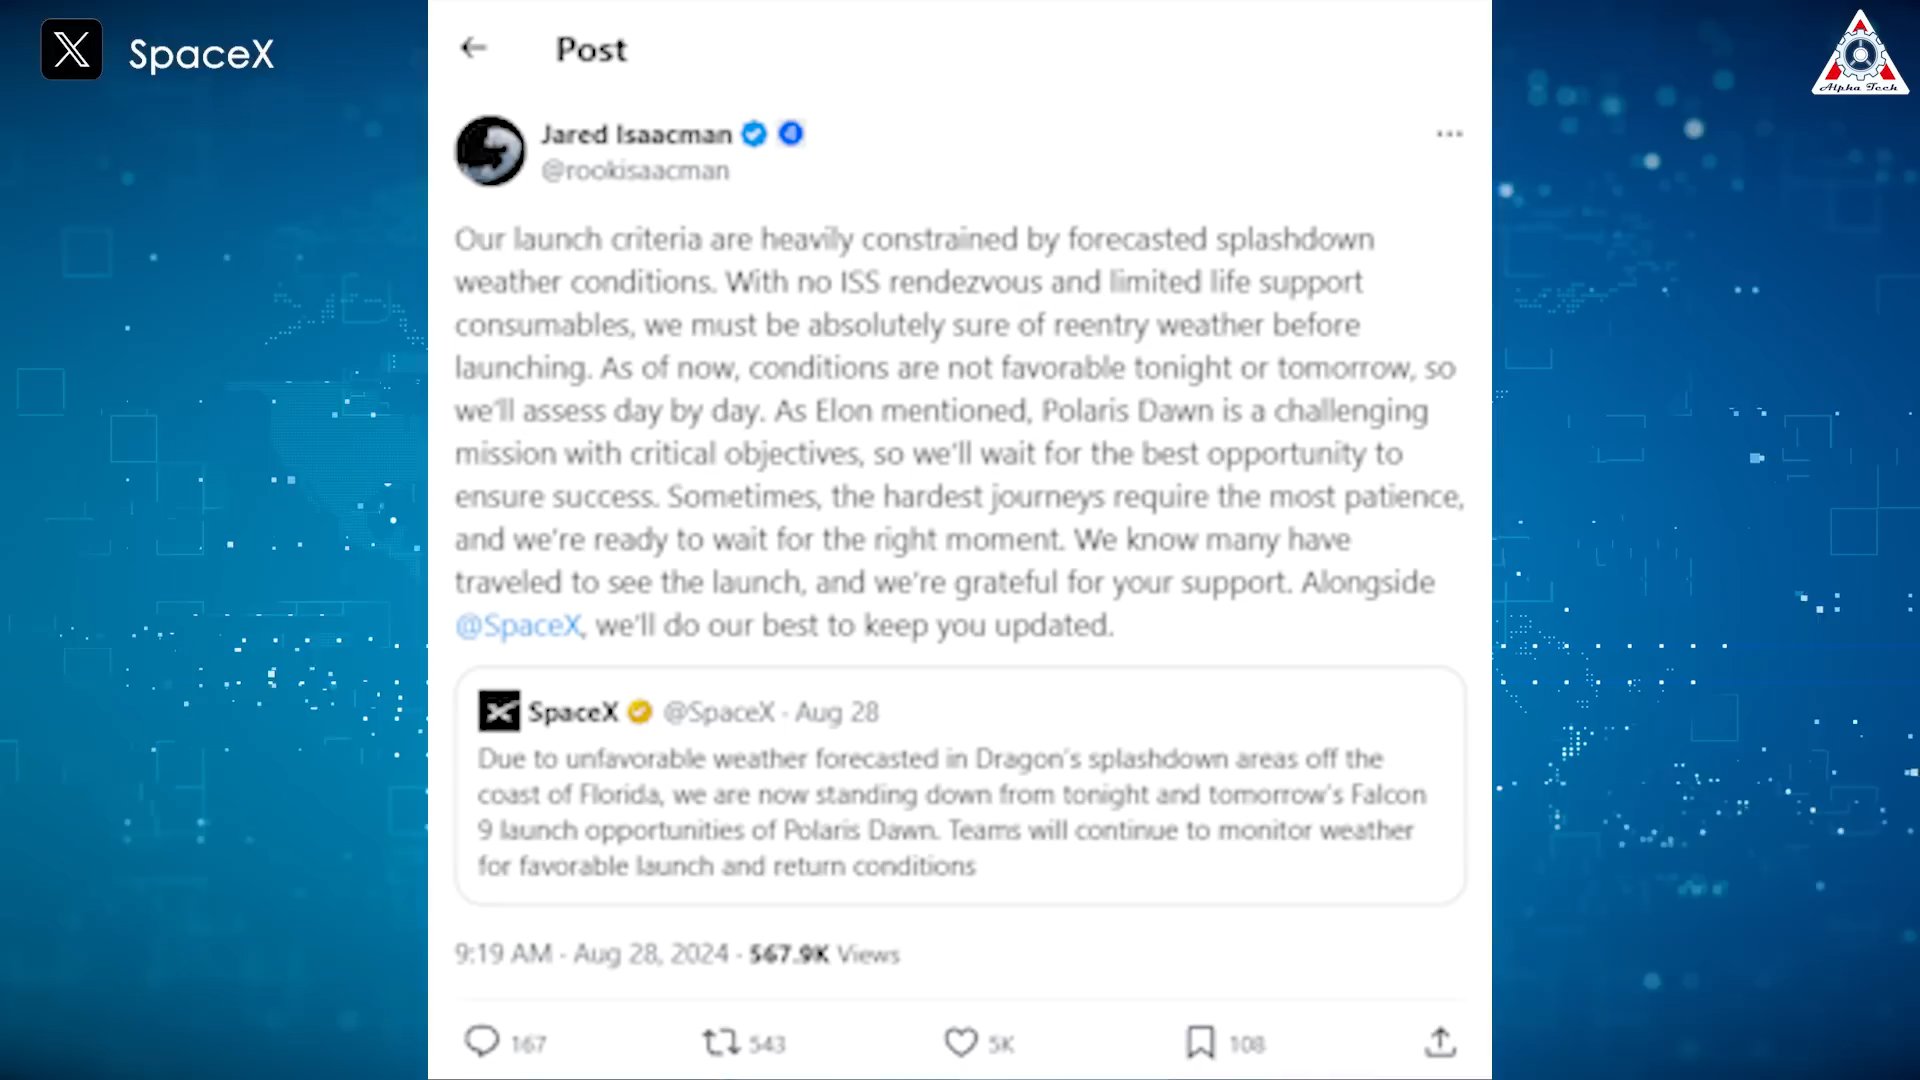 SpaceX
Alpha Tech
Post
Jared Isaacman
@rookisaacman
Our launch criteria are heavily constrained by forecasted splashdown
weather conditions. With no ISS rendezvous and limited life support
consumables, we must be absolutely sure of reentry weather before
launching. As of now, conditions are not favorable tonight or tomorrow, so
we'll assess day by day. As Elon mentioned, Polaris Dawn is a challenging
mission with critical objectives, so we'll wait for the best opportunity to
ensure success. Sometimes, the hardest journeys require the most patience,
and we're ready to wait for the right moment. We know many have
traveled to see the launch, and we're grateful for your support. Alongside
@SpaceX, we'll do our best to keep you updated.
SpaceX @SpaceX · Aug 28
Due to unfavorable weather forecasted in Dragon's splashdown areas off the
coast of Florida, we are now standing down from tonight and tomorrow's Falcon
9 launch opportunities of Polaris Dawn. Teams will continue to monitor weather
for favorable launch and return conditions
9:19 AM · Aug 28, 2024 · 567.9K Views
167 543 5K 108